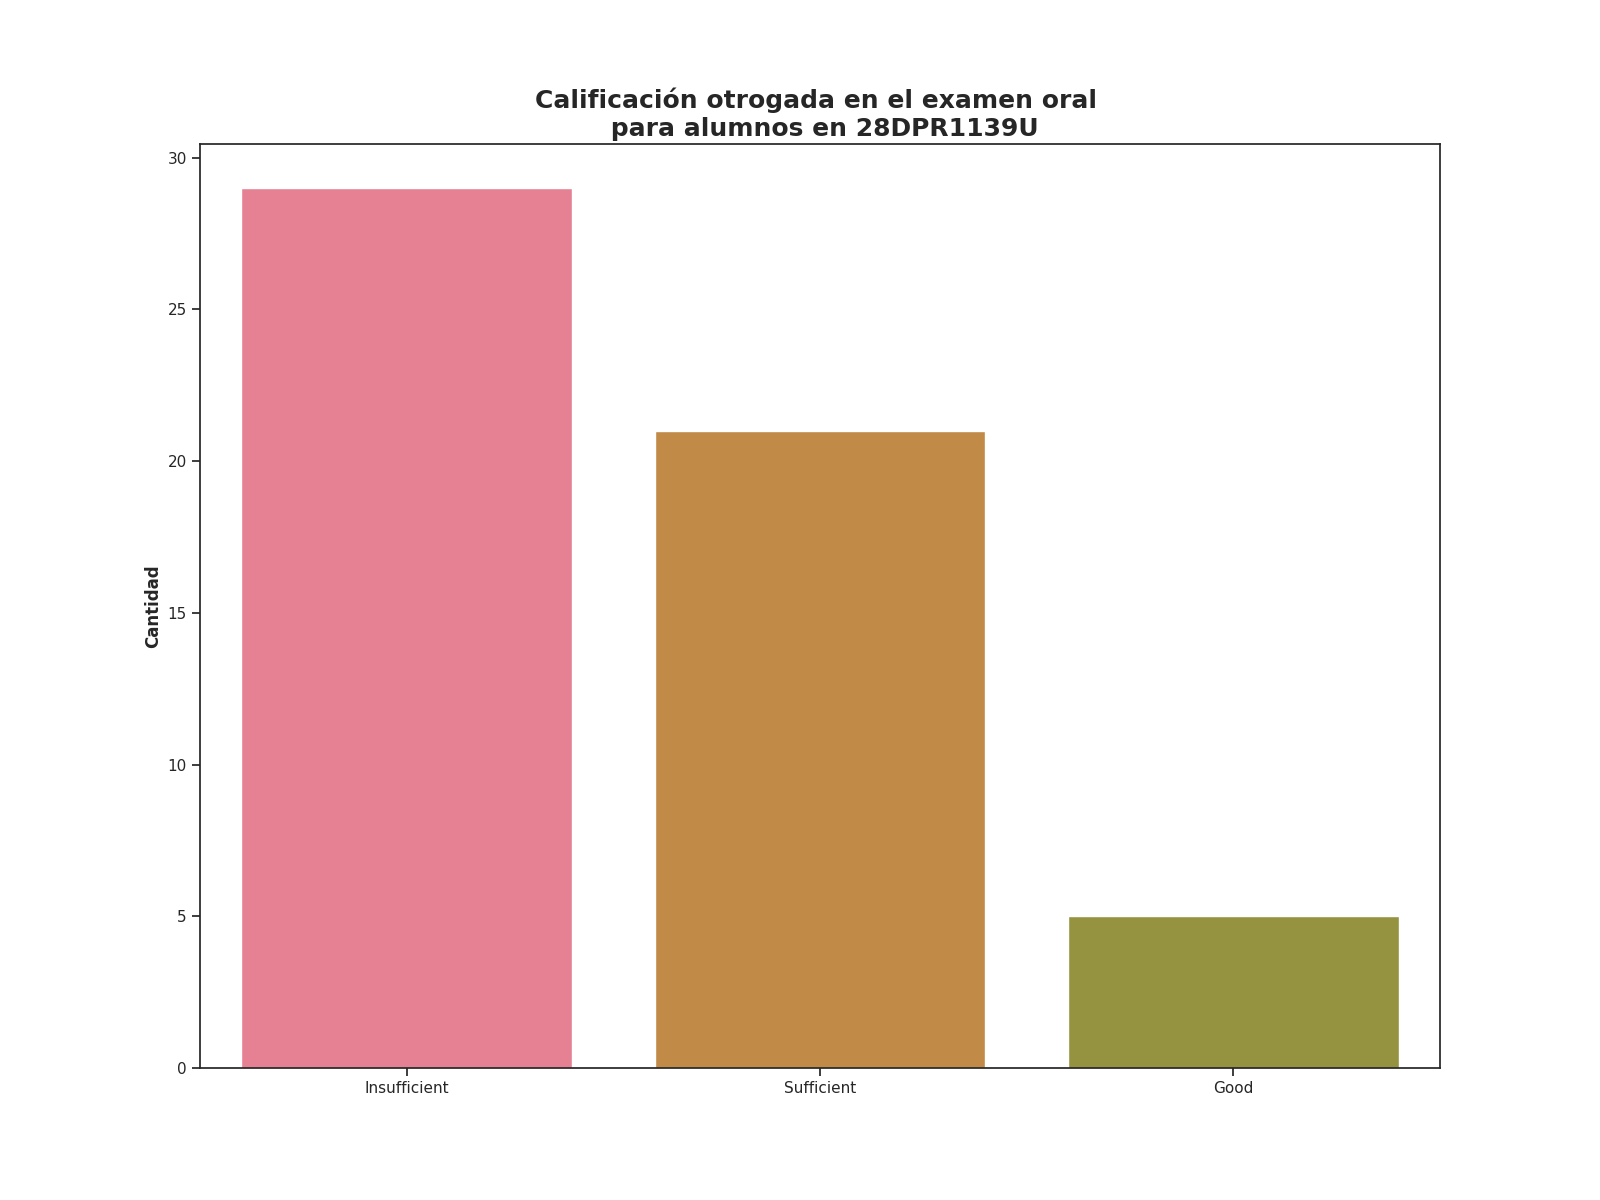 Calificación otrogada en el examen oral
para alumnos en 28DPR1139U
30
25
20
15
10
5
0
Cantidad
Insufficient
Sufficient
Good